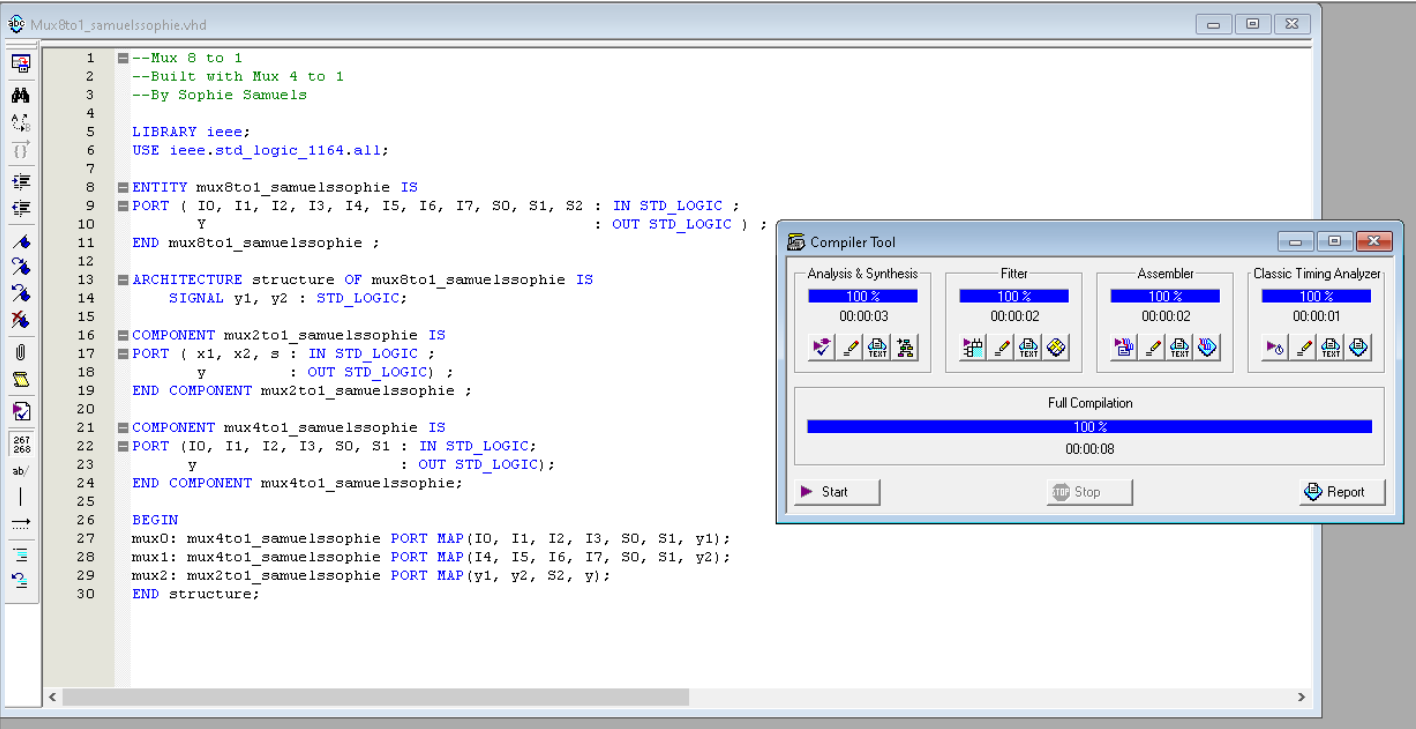 Mux8to1_samuelssophie.vhd
1 --Mux 8 to 1
2 --Built with Mux 4 to 1
3 --By Sophie Samuels
4
5 LIBRARY ieee;
6 USE ieee.std_logic_1164.all;
7
8 ENTITY mux8to1_samuelssophie IS
9 PORT ( I0, I1, I2, I3, I4, I5, I6, I7, S0, S1, S2 : IN STD_LOGIC ;
10 Y : OUT STD_LOGIC ) ;
11 END mux8to1_samuelssophie ;
12
13 ARCHITECTURE structure OF mux8to1_samuelssophie IS
14 SIGNAL y1, y2 : STD_LOGIC;
15
16 COMPONENT mux2to1_samuelssophie IS
17 PORT ( x1, x2, s : IN STD_LOGIC ;
18 y : OUT STD_LOGIC) ;
19 END COMPONENT mux2to1_samuelssophie ;
20
21 COMPONENT mux4to1_samuelssophie IS
22 PORT (I0, I1, I2, I3, S0, S1 : IN STD_LOGIC;
23 y : OUT STD_LOGIC);
24 END COMPONENT mux4to1_samuelssophie;
25
26 BEGIN
27 mux0: mux4to1_samuelssophie PORT MAP(I0, I1, I2, I3, S0, S1, y1);
28 mux1: mux4to1_samuelssophie PORT MAP(I4, I5, I6, I7, S0, S1, y2);
29 mux2: mux2to1_samuelssophie PORT MAP(y1, y2, S2, y);
30 END structure;
267
268
ab/
Compiler Tool
Analysis & Synthesis Fitter Assembler Classic Timing Analyzer
100 % 100 % 100 % 100 %
00:00:03 00:00:02 00:00:02 00:00:01
TEXT TEXT TEXT TEXT
Full Compilation
100 %
00:00:08
Start STOP Stop Report